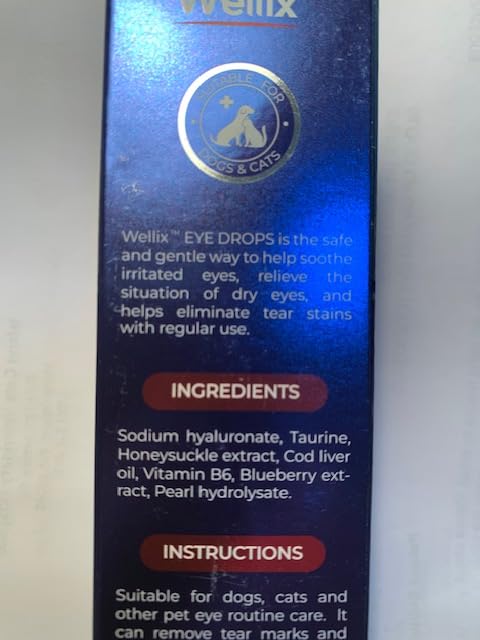 Wellix
SUITABLE FOR
DOGS & CATS
Wellix™ EYE DROPS is the safe
and gentle way to help soothe
irritated eyes, relieve the
situation of dry eyes, and
helps eliminate tear stains
with regular use.
INGREDIENTS
Sodium hyaluronate, Taurine,
Honeysuckle extract, Cod liver
oil, Vitamin B6, Blueberry ext-
ract, Pearl hydrolysate.
INSTRUCTIONS
Suitable for dogs, cats and
other pet eye routine care. It
can remove tear marks and